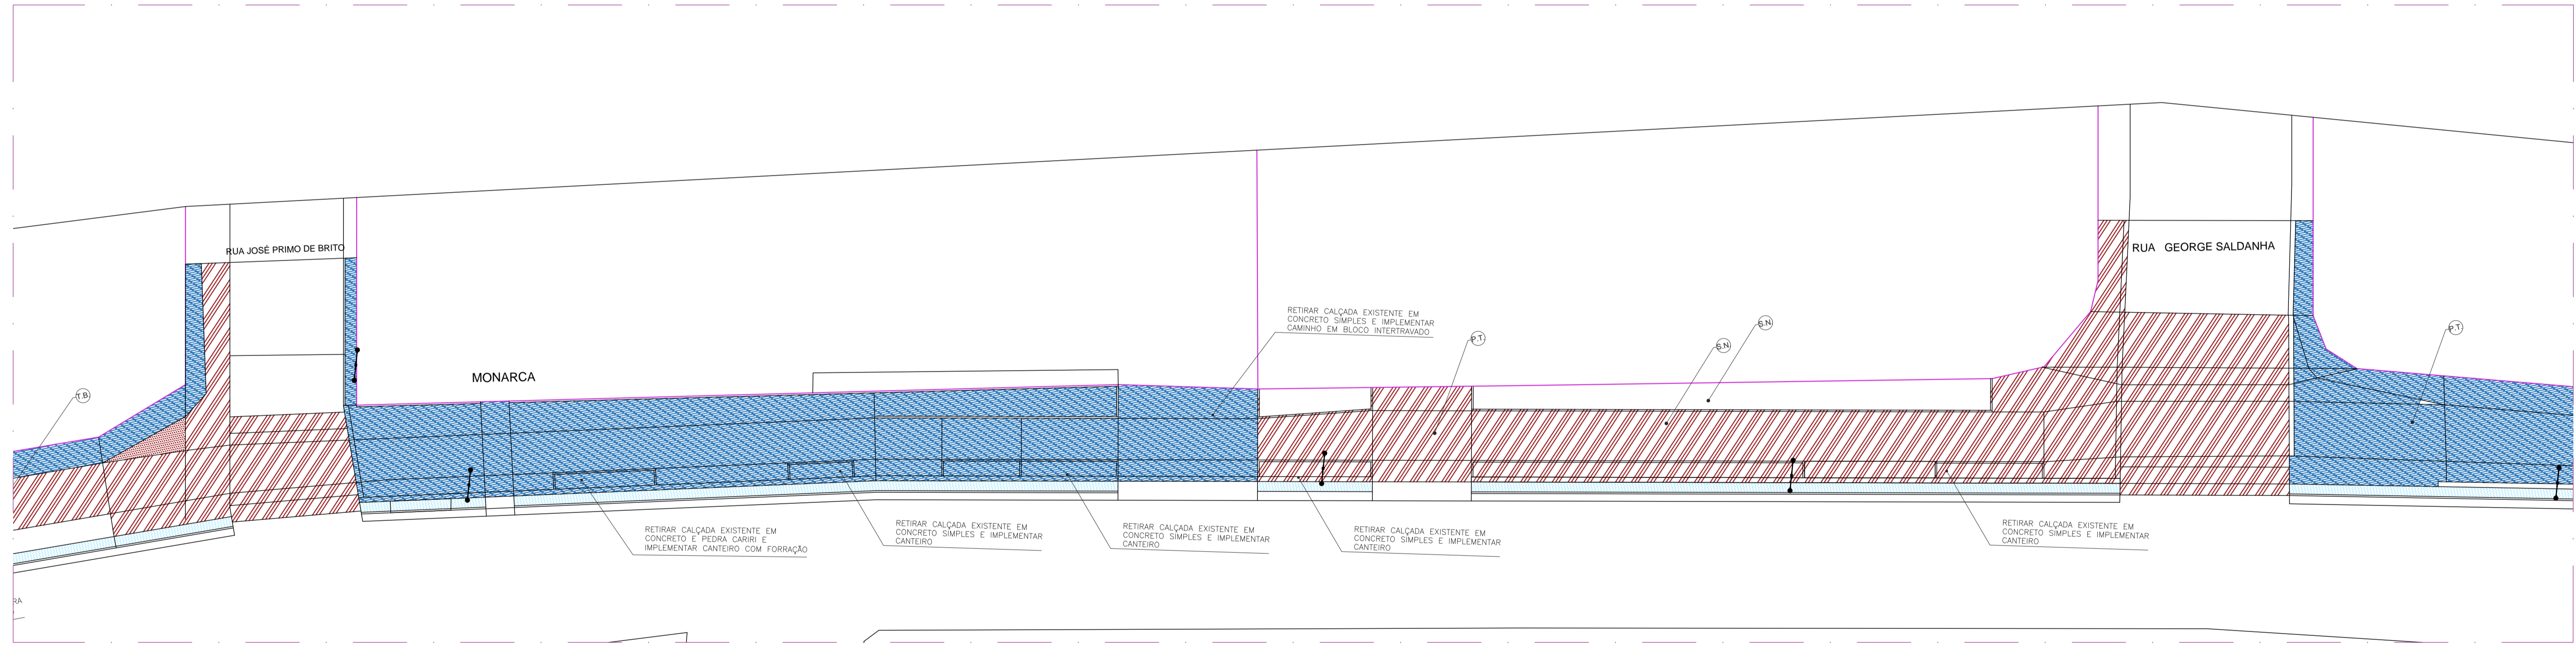 RUA JOSÉ PRIMO DE BRITO
RUA GEORGE SALDANHA
MONARCA
RETIRAR CALÇADA EXISTENTE EM
CONCRETO SIMPLES E IMPLEMENTAR
CAMINHO EM BLOCO INTERTRAVADO
P.T
S.N
S.N
P.T
T.B
RETIRAR CALÇADA EXISTENTE EM
CONCRETO E PEDRA CARIRI E
IMPLEMENTAR CANTEIRO COM FORRAÇÃO
RETIRAR CALÇADA EXISTENTE EM
CONCRETO SIMPLES E IMPLEMENTAR
CANTEIRO
RETIRAR CALÇADA EXISTENTE EM
CONCRETO SIMPLES E IMPLEMENTAR
CANTEIRO
RETIRAR CALÇADA EXISTENTE EM
CONCRETO SIMPLES E IMPLEMENTAR
CANTEIRO
RETIRAR CALÇADA EXISTENTE EM
CONCRETO SIMPLES E IMPLEMENTAR
CANTEIRO
RA